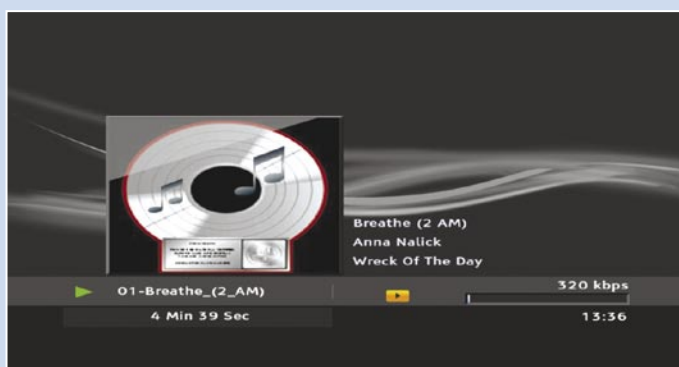 Breathe (2 AM)
Anna Nalick
Wreck Of The Day
01-Breathe_(2_AM)
320 kbps
4 Min 39 Sec
13:36